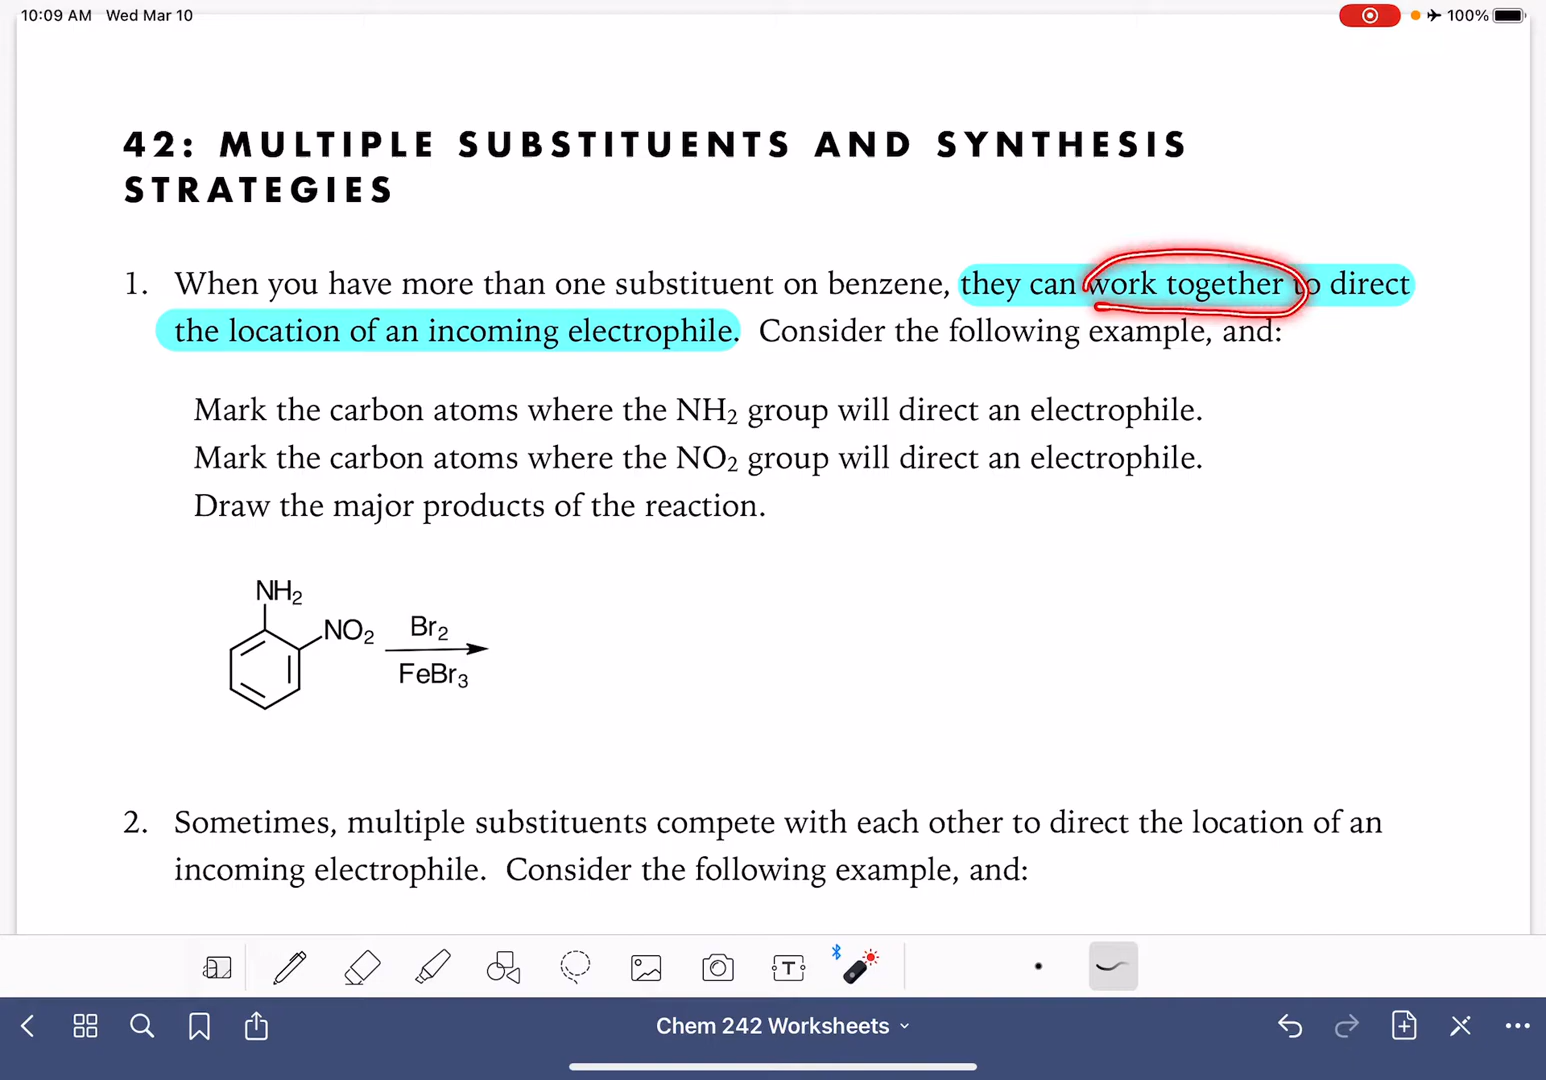 10:09 AM Wed Mar 10
100%
42: MULTIPLE SUBSTITUENTS AND SYNTHESIS
STRATEGIES
1. When you have more than one substituent on benzene, they can work together to direct
the location of an incoming electrophile. Consider the following example, and:
Mark the carbon atoms where the NH₂ group will direct an electrophile.
Mark the carbon atoms where the NO₂ group will direct an electrophile.
Draw the major products of the reaction.
NH₂
NO₂ Br₂
FeBr₃
2. Sometimes, multiple substituents compete with each other to direct the location of an
incoming electrophile. Consider the following example, and:
a
T
Chem 242 Worksheets